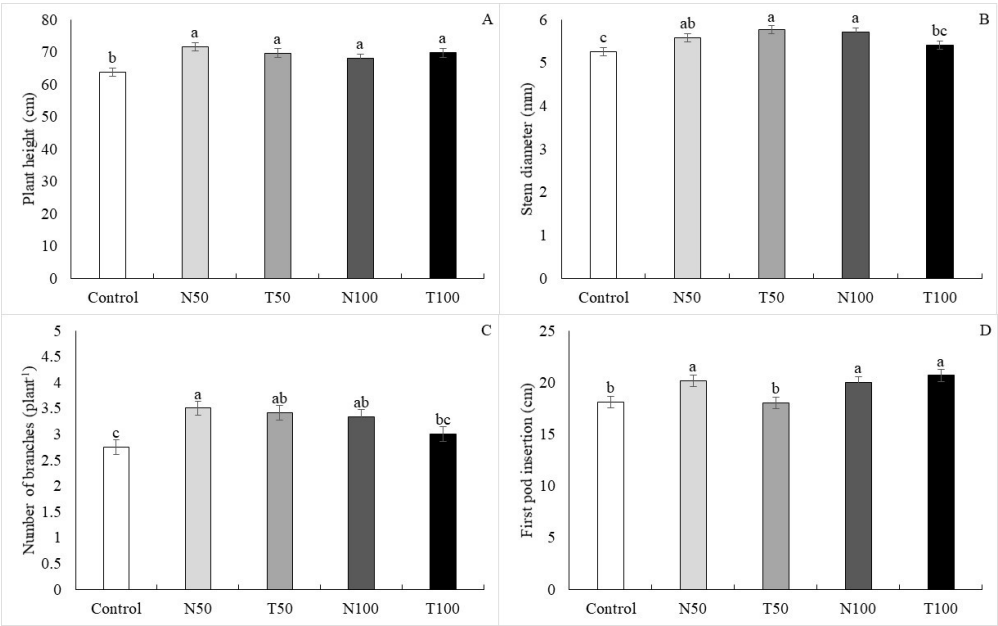 A
Plant height (cm)
80
70
60
50
40
30
20
10
0
b
a
a
a
a
Control N50 T50 N100 T100
B
Stem diameter (mm)
6
5
4
3
2
1
0
c
ab
a
a
bc
Control N50 T50 N100 T100
C
Number of branches (plant⁻¹)
5
4.5
4
3.5
3
2.5
2
1.5
1
0.5
0
c
a
ab
ab
bc
Control N50 T50 N100 T100
D
First pod insertion (cm)
25
20
15
10
5
0
b
a
b
a
a
Control N50 T50 N100 T100